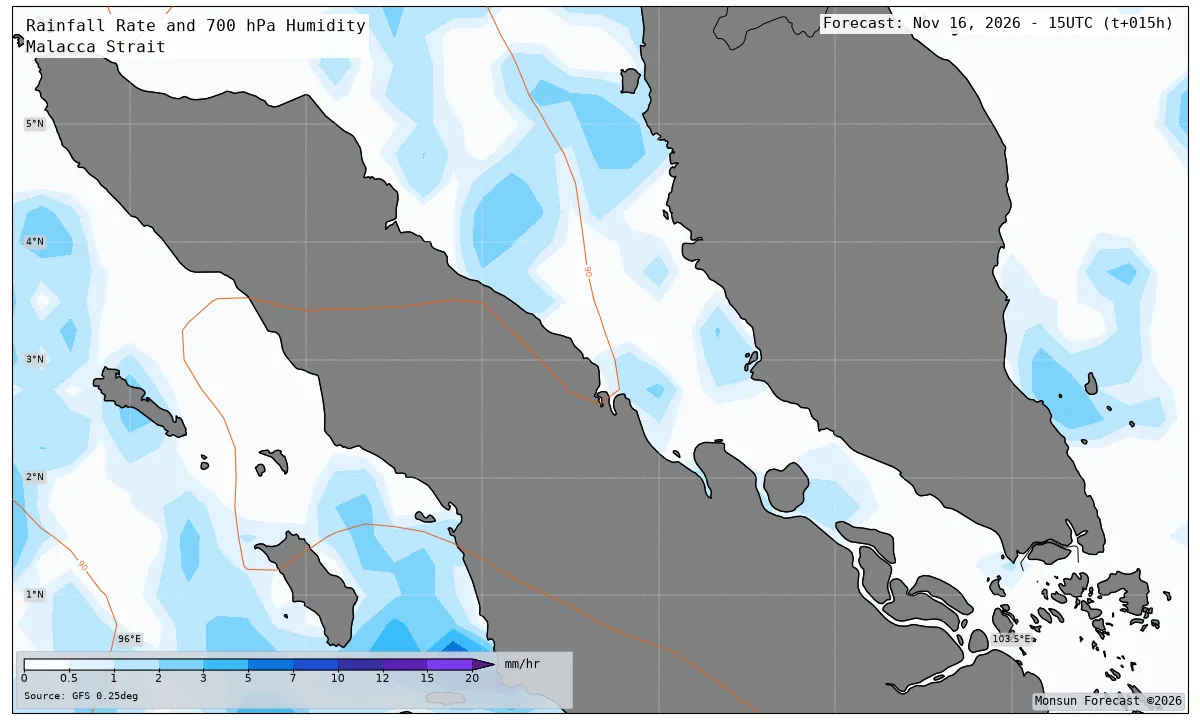 Rainfall Rate and 700 hPa Humidity
Malacca Strait
Forecast: Nov 16, 2026 - 15UTC (t+015h)
5°N
4°N
90
3°N
2°N
90
1°N
96°E
103.5°E
mm/hr
0 0.5 1 2 3 5 7 10 12 15 20
Source: GFS 0.25deg
Monsun Forecast ©2026